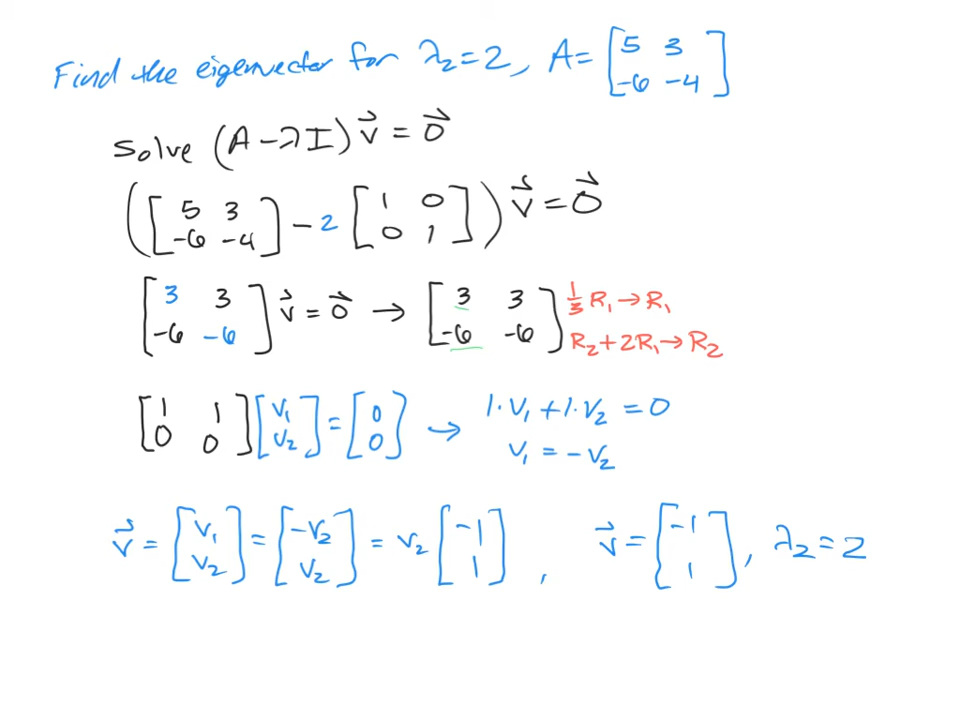 Find the eigenvector for λ₂=2, A= [5 3; -6 -4]
Solve (A-λI)v⃗ = 0⃗
([5 3; -6 -4] - 2 [1 0; 0 1]) v⃗ = 0⃗
[3 3; -6 -6] v⃗ = 0⃗ → [3 3; -6 -6] ⅓R₁→R₁ R₂+2R₁→R₂
[1 1; 0 0] [v₁; v₂] = [0; 0] → 1·v₁+1·v₂ = 0
v₁ = -v₂
v⃗ = [v₁; v₂] = [-v₂; v₂] = v₂ [-1; 1], v⃗ = [-1; 1], λ₂=2